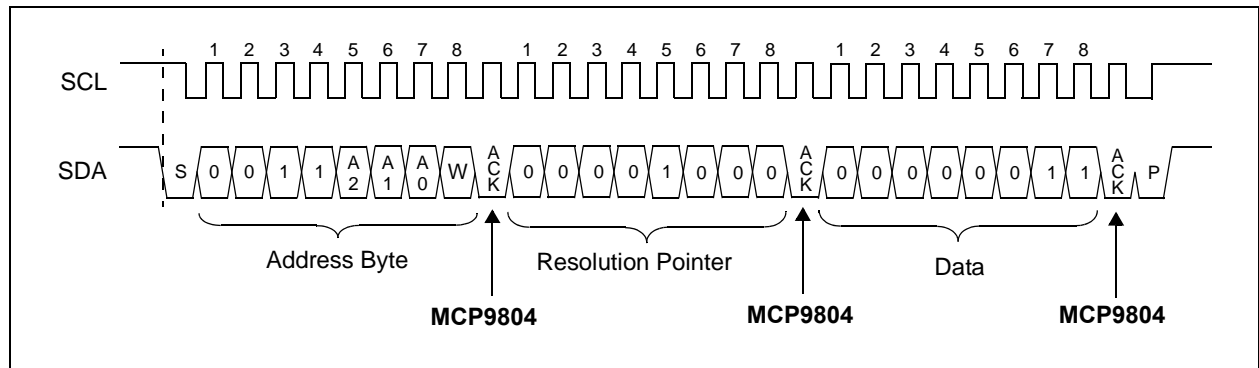 1 2 3 4 5 6 7 8 1 2 3 4 5 6 7 8 1 2 3 4 5 6 7 8
SCL
SDA S 0 0 1 1 A2 A1 A0 W ACK 0 0 0 0 1 0 0 0 ACK 0 0 0 0 0 0 1 1 ACK P
Address Byte Resolution Pointer Data
MCP9804 MCP9804 MCP9804